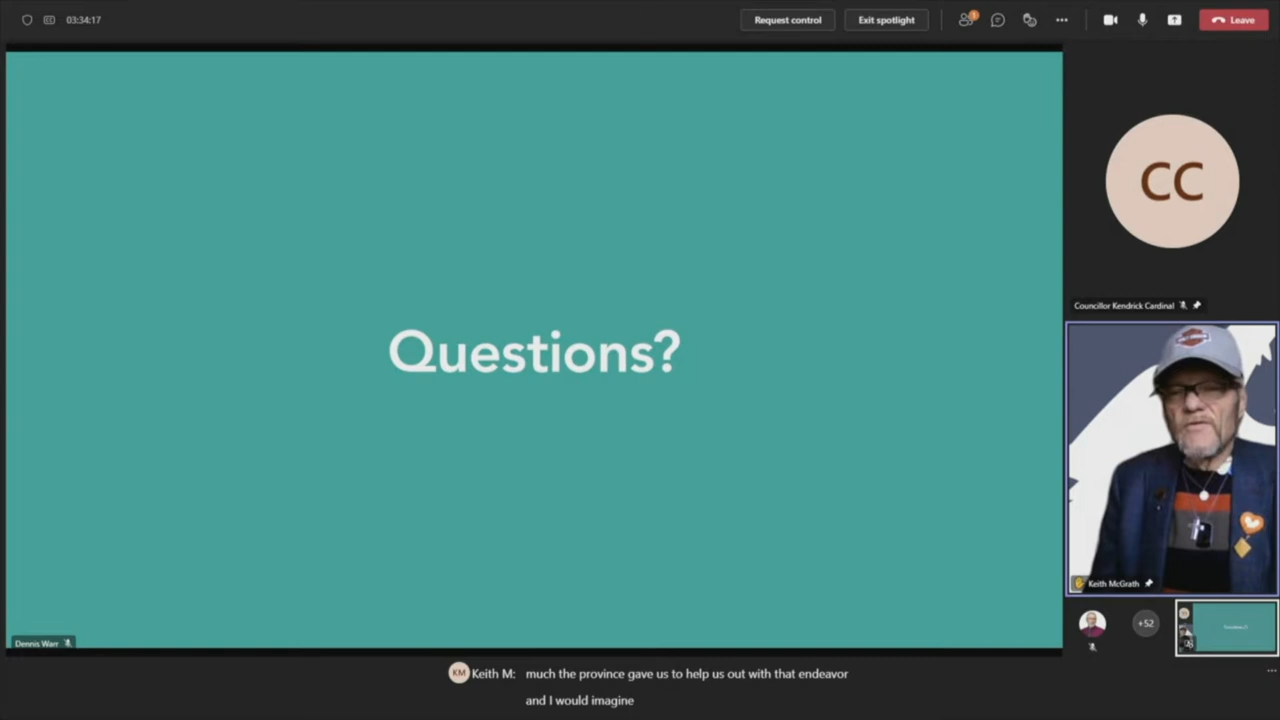 03:34:17
Request control
Exit spotlight
1
Leave
Questions?
CC
Councillor Kendrick Cardinal
Keith McGrath
+52
Dennis Warr
KM Keith M: much the province gave us to help us out with that endeavor
and I would imagine